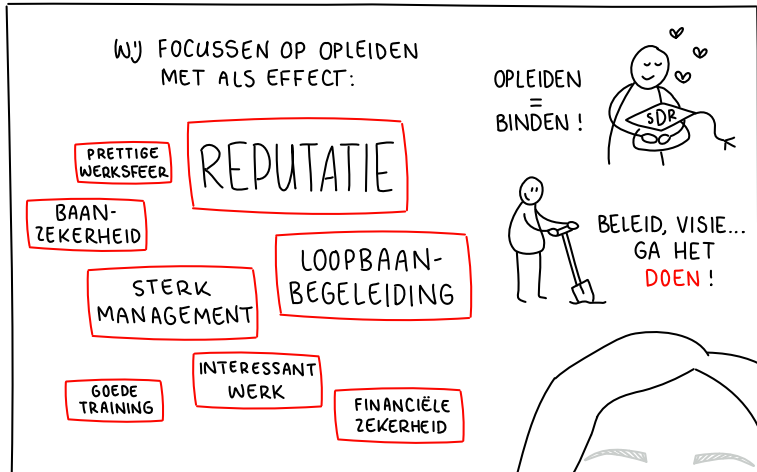 WIJ FOCUSSEN OP OPLEIDEN
MET ALS EFFECT:
OPLEIDEN
=
BINDEN!
SDR
PRETTIGE
WERKSFEER
REPUTATIE
BAAN-
ZEKERHEID
LOOPBAAN-
BEGELEIDING
STERK
MANAGEMENT
BELEID, VISIE...
GA HET
DOEN!
GOEDE
TRAINING
INTERESSANT
WERK
FINANCIËLE
ZEKERHEID